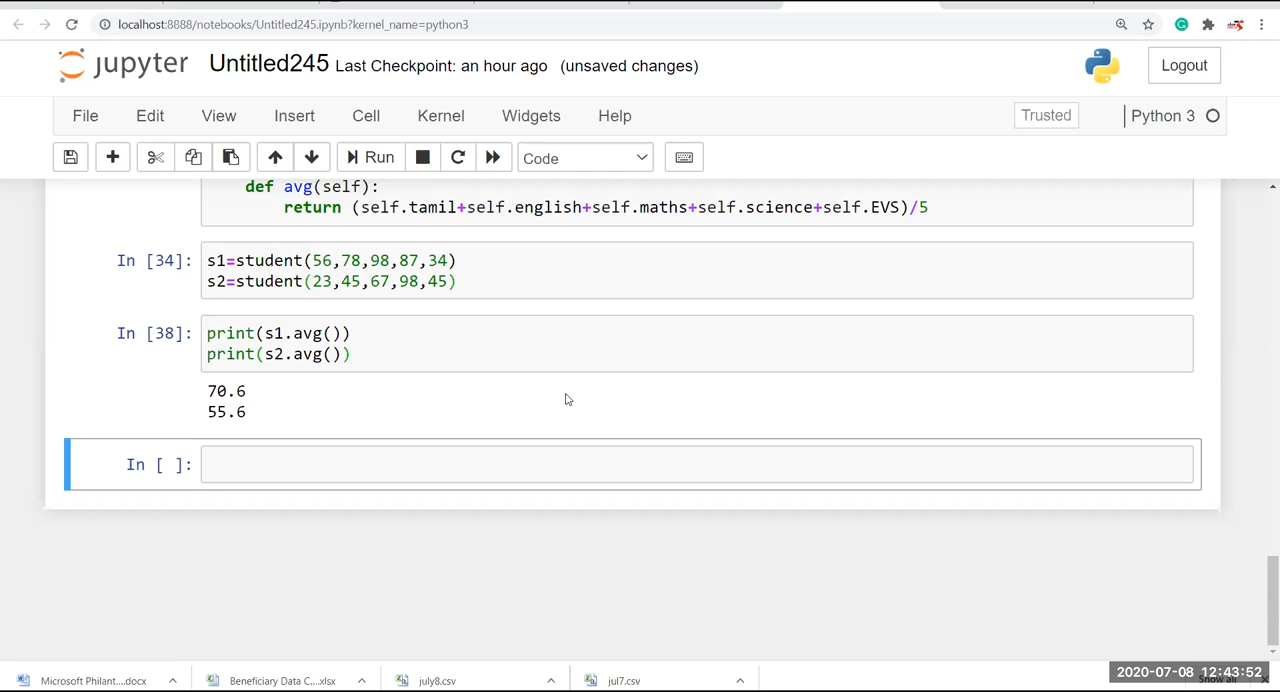 localhost:8888/notebooks/Untitled245.ipynb?kernel_name=python3
jupyter Untitled245 Last Checkpoint: an hour ago (unsaved changes)
Logout
File Edit View Insert Cell Kernel Widgets Help
Trusted
Python 3
Run
Code
def avg(self):
return (self.tamil+self.english+self.maths+self.science+self.EVS)/5
In [34]: s1=student(56,78,98,87,34)
s2=student(23,45,67,98,45)
In [38]: print(s1.avg())
print(s2.avg())
70.6
55.6
In [ ]:
2020-07-08 12:43:52
Microsoft Philant....docx
Beneficiary Data C....xlsx
july8.csv
jul7.csv
Show all